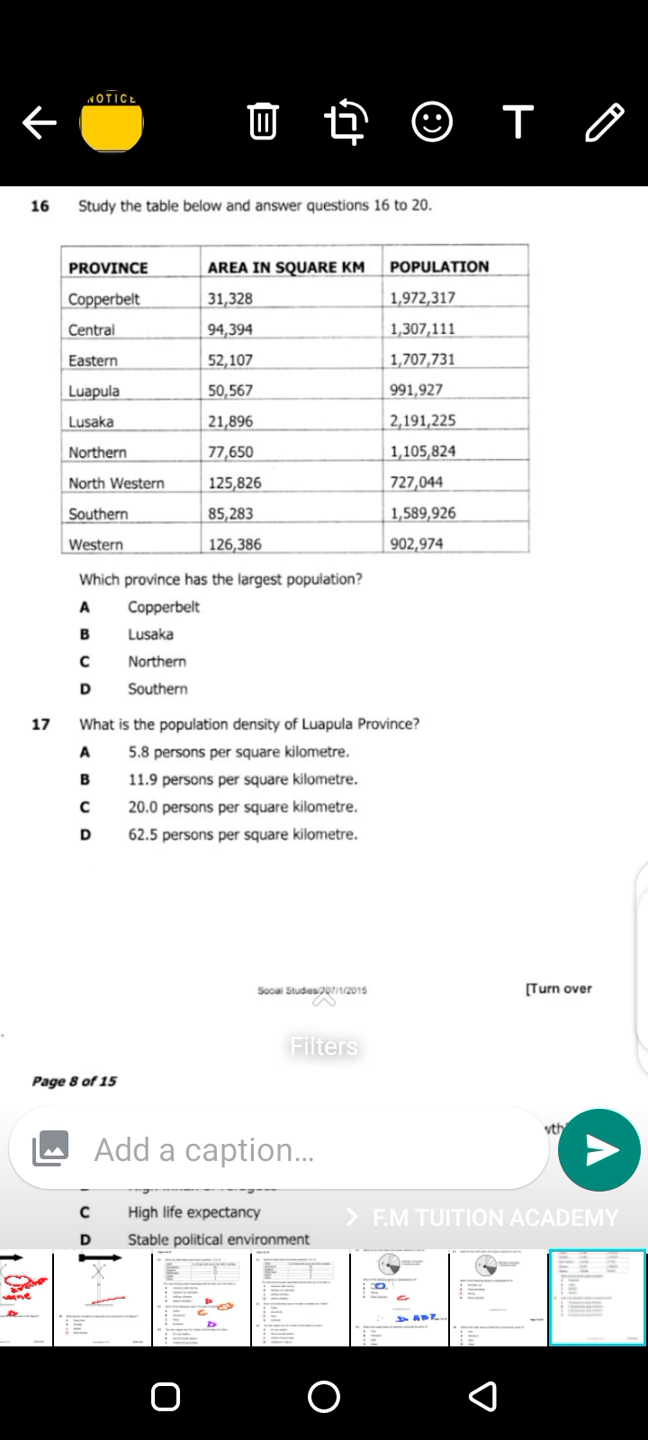 NOTICE
T
16 Study the table below and answer questions 16 to 20.
PROVINCE AREA IN SQUARE KM POPULATION
Copperbelt 31,328 1,972,317
Central 94,394 1,307,111
Eastern 52,107 1,707,731
Luapula 50,567 991,927
Lusaka 21,896 2,191,225
Northern 77,650 1,105,824
North Western 125,826 727,044
Southern 85,283 1,589,926
Western 126,386 902,974
Which province has the largest population?
A Copperbelt
B Lusaka
C Northern
D Southern
17 What is the population density of Luapula Province?
A 5.8 persons per square kilometre.
B 11.9 persons per square kilometre.
C 20.0 persons per square kilometre.
D 62.5 persons per square kilometre.
Social Studies/207/1/2015 [Turn over
Filters
Page 8 of 15
Add a caption...
C High life expectancy
F.M TUITION ACADEMY
D Stable political environment